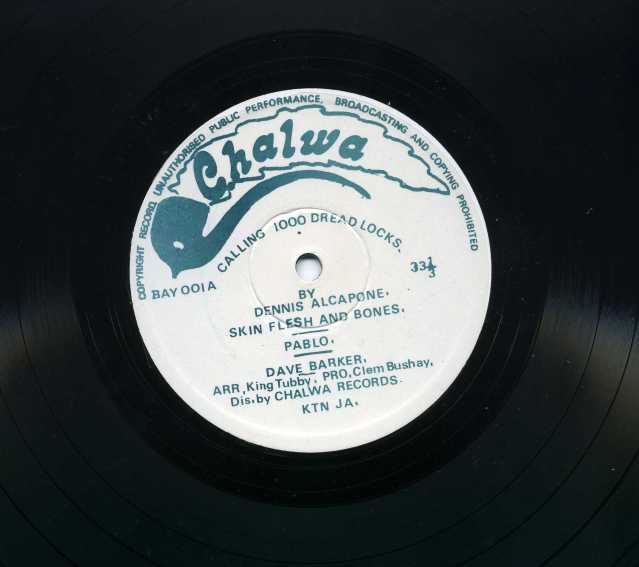 COPYRIGHT RECORD UNAUTHORISED PUBLIC PERFORMANCE, BROADCASTING AND COPYING PROHIBITED
Chalwa
CALLING 1000 DREAD LOCKS.
BAY 001A
33⅓
BY
DENNIS ALCAPONE,
SKIN FLESH AND BONES,
PABLO,
DAVE BARKER,
ARR, King Tubby, PRO, Clem Bushay,
Dis, by CHALWA RECORDS.
KTN JA,